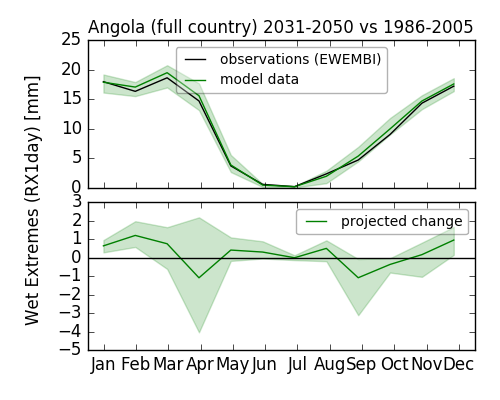 Angola (full country) 2031-2050 vs 1986-2005
Wet Extremes (RX1day) [mm]
25
20
15
10
5
0
observations (EWEMBI)
model data
3
2
1
0
−1
−2
−3
−4
−5
projected change
Jan Feb Mar Apr May Jun Jul Aug Sep Oct Nov Dec